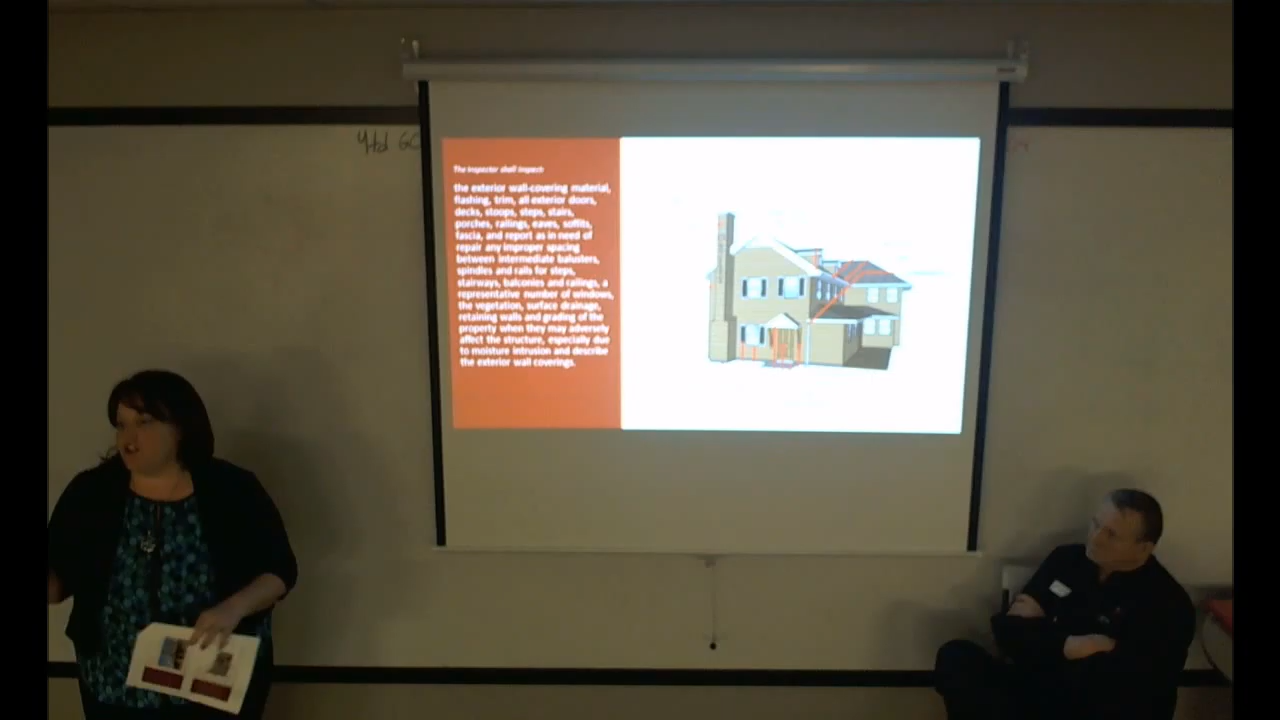 Ytd GC
The inspector shall inspect:
the exterior wall-covering material,
flashing, trim, all exterior doors,
decks, stoops, steps, stairs,
porches, railings, eaves, soffits,
fascia, and report as in need of
repair any improper spacing
between intermediate balusters,
spindles and rails for steps,
stairways, balconies and railings, a
representative number of windows,
the vegetation, surface drainage,
retaining walls and grading of the
property when they may adversely
affect the structure, especially due
to moisture intrusion and describe
the exterior wall coverings.